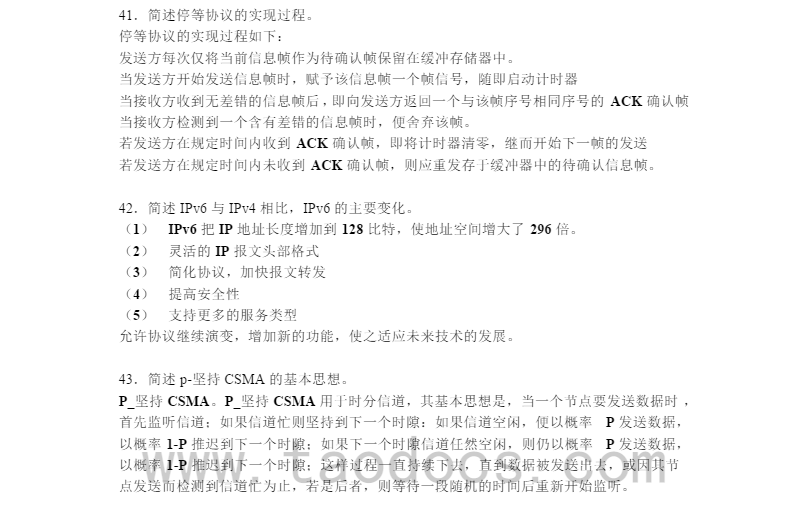 41．简述停等协议的实现过程。
停等协议的实现过程如下：
发送方每次仅将当前信息帧作为待确认帧保留在缓冲存储器中。
当发送方开始发送信息帧时，赋予该信息帧一个帧信号，随即启动计时器
当接收方收到无差错的信息帧后，即向发送方返回一个与该帧序号相同序号的 ACK 确认帧
当接收方检测到一个含有差错的信息帧时，便舍弃该帧。
若发送方在规定时间内收到 ACK 确认帧，即将计时器清零，继而开始下一帧的发送
若发送方在规定时间内未收到 ACK 确认帧，则应重发存于缓冲器中的待确认信息帧。
42．简述 IPv6 与 IPv4 相比，IPv6 的主要变化。
（1） IPv6 把 IP 地址长度增加到 128 比特，使地址空间增大了 296 倍。
（2） 灵活的 IP 报文头部格式
（3） 简化协议，加快报文转发
（4） 提高安全性
（5） 支持更多的服务类型
允许协议继续演变，增加新的功能，使之适应未来技术的发展。
43．简述 p-坚持 CSMA 的基本思想。
P_坚持 CSMA。P_坚持 CSMA 用于时分信道，其基本思想是，当一个节点要发送数据时，
首先监听信道；如果信道忙则坚持到下一个时隙：如果信道空闲，便以概率 P 发送数据，
以概率 1-P 推迟到下一个时隙；如果下一个时隙信道任然空闲，则仍以概率 P 发送数据，
以概率 1-P 推迟到下一个时隙；这样过程一直持续下去，直到数据被发送出去，或因其节
点发送而检测到信道忙为止，若是后者，则等待一段随机的时间后重新开始监听。
www.taodocs.com